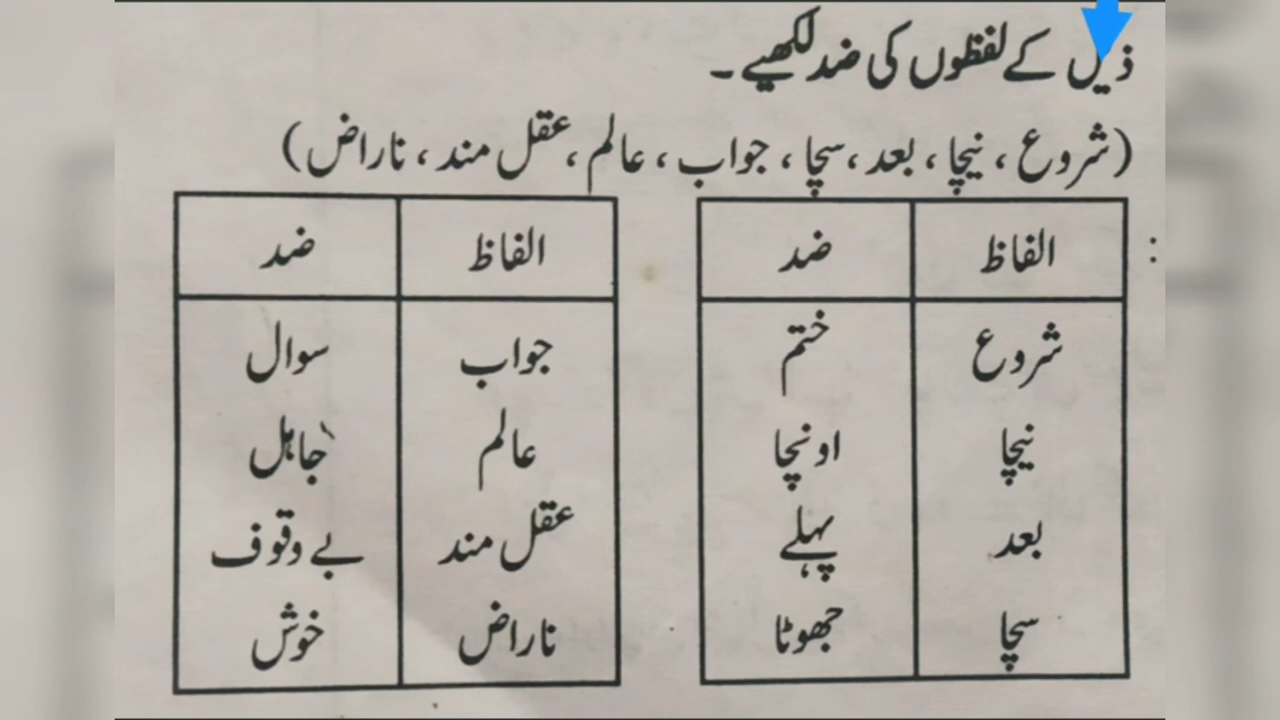 ذیل کے لفظوں کی ضد لکھیے۔
(شروع ، نیچا ، بعد ، سچا ، جواب ، عالم ، عقل مند ، ناراض)
: الفاظ ضد الفاظ ضد
شروع ختم جواب سوال
نیچا اونچا عالم جاہل
بعد پہلے عقل مند بے وقوف
سچا جھوٹا ناراض خوش